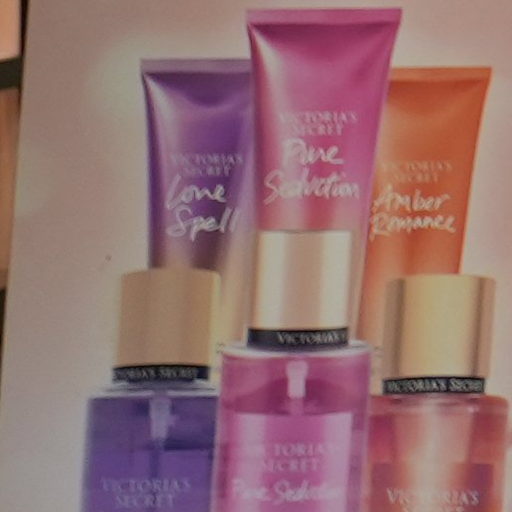 VICTORIA'S
SECRET
Pure
Seduction
VICTORIA'S
SECRET
Love
Spell
VICTORIA'S
SECRET
Amber
Romance
VICTORIA'S
VICTORIA'S SECRET
VICTORIA'S SECRET
VICTORIA'S
SECRET
Pure Seduction
VICTORIA'S
SECRET
VICTORIA'S
SECRET